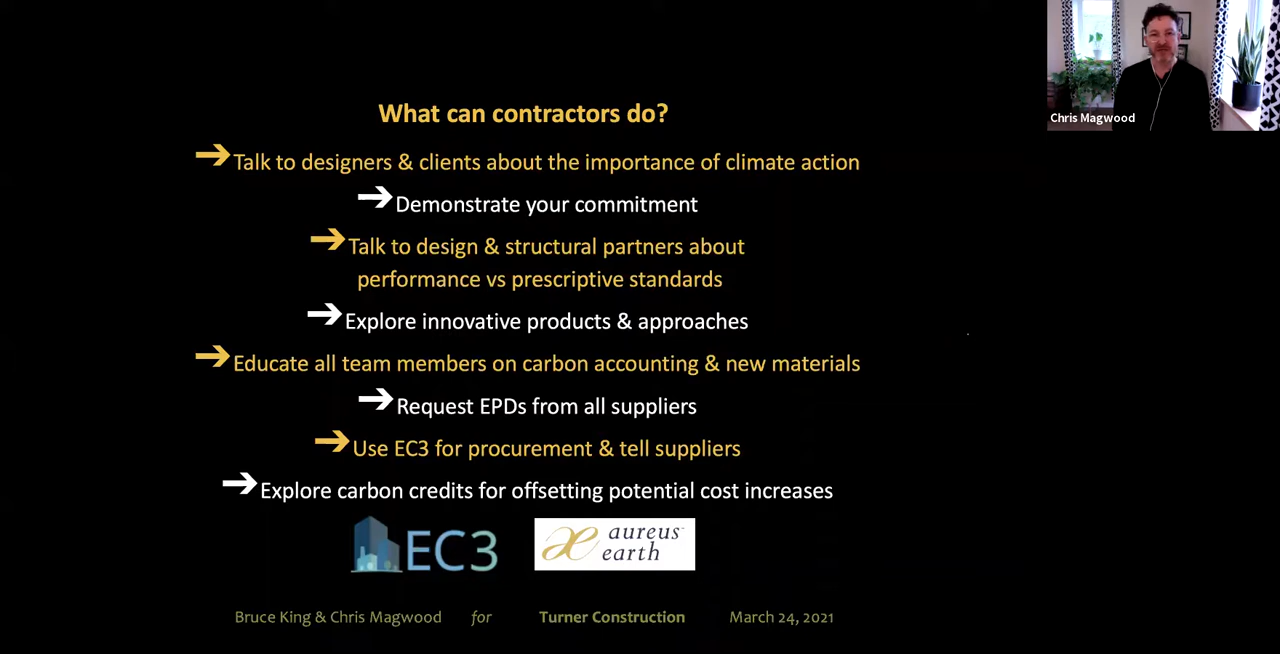 Chris Magwood
What can contractors do?
Talk to designers & clients about the importance of climate action
Demonstrate your commitment
Talk to design & structural partners about
performance vs prescriptive standards
Explore innovative products & approaches
Educate all team members on carbon accounting & new materials
Request EPDs from all suppliers
Use EC3 for procurement & tell suppliers
Explore carbon credits for offsetting potential cost increases
EC3
aureus
earth
Bruce King & Chris Magwood for Turner Construction March 24, 2021